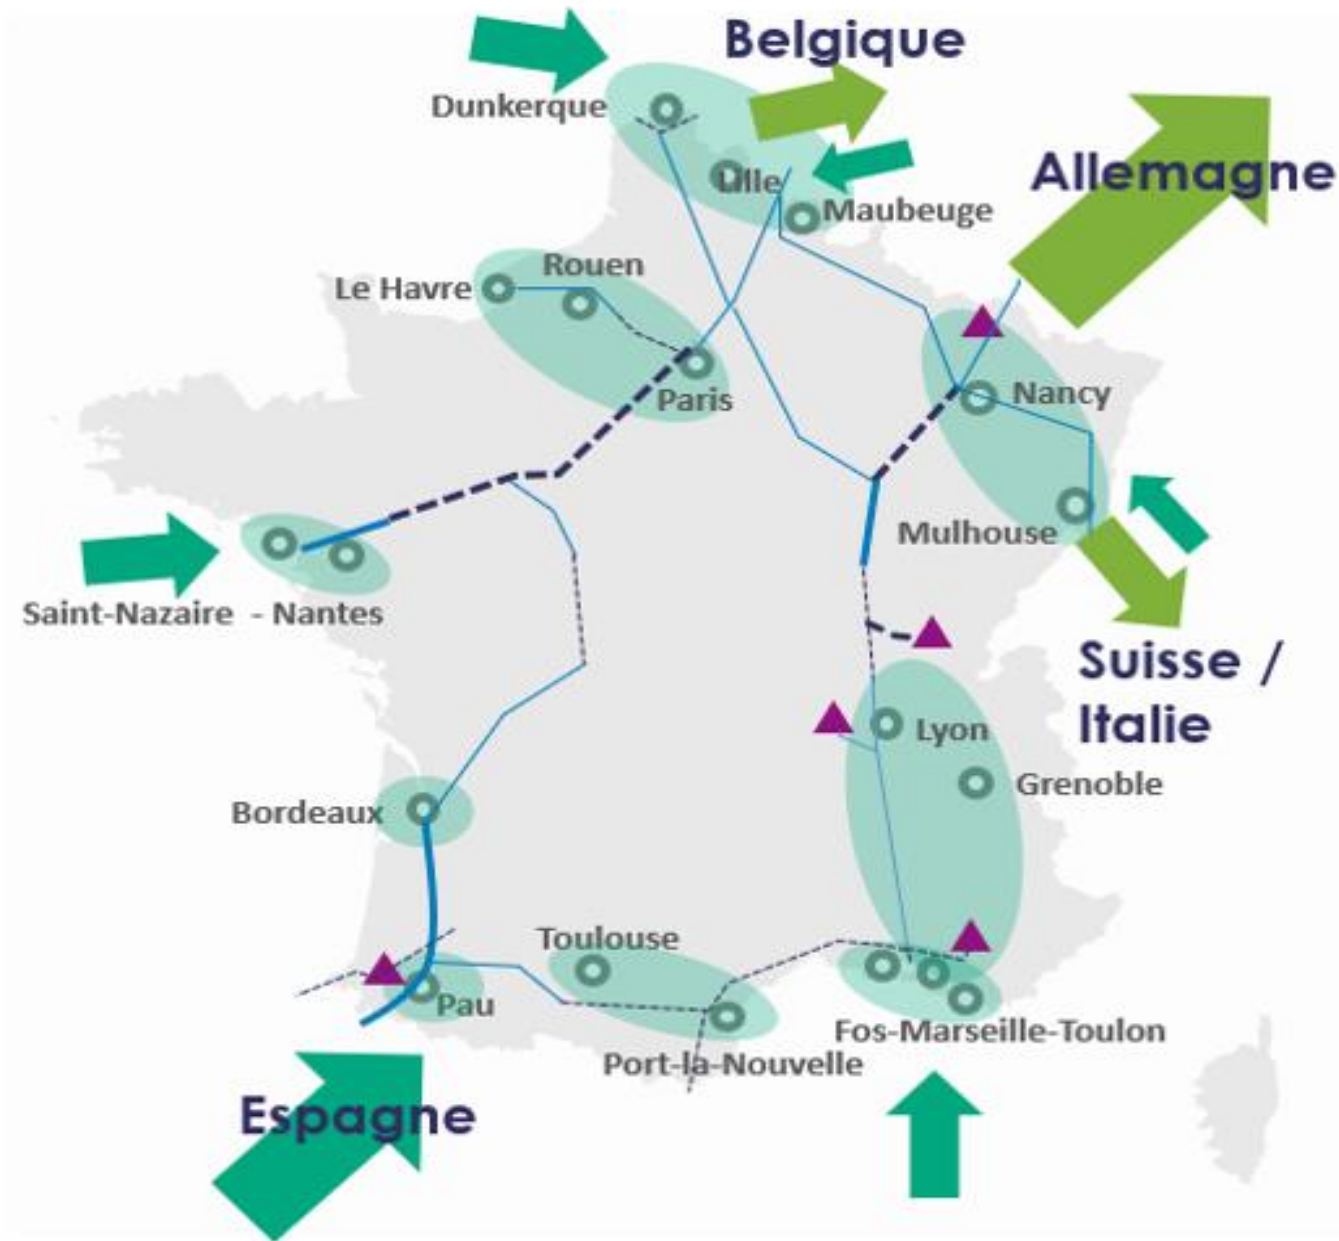 Belgique
Dunkerque
Allemagne
Lille
Maubeuge
Rouen
Le Havre
Nancy
Paris
Mulhouse
Saint-Nazaire - Nantes
Suisse /
Italie
Lyon
Grenoble
Bordeaux
Toulouse
Pau
Fos-Marseille-Toulon
Port-la-Nouvelle
Espagne